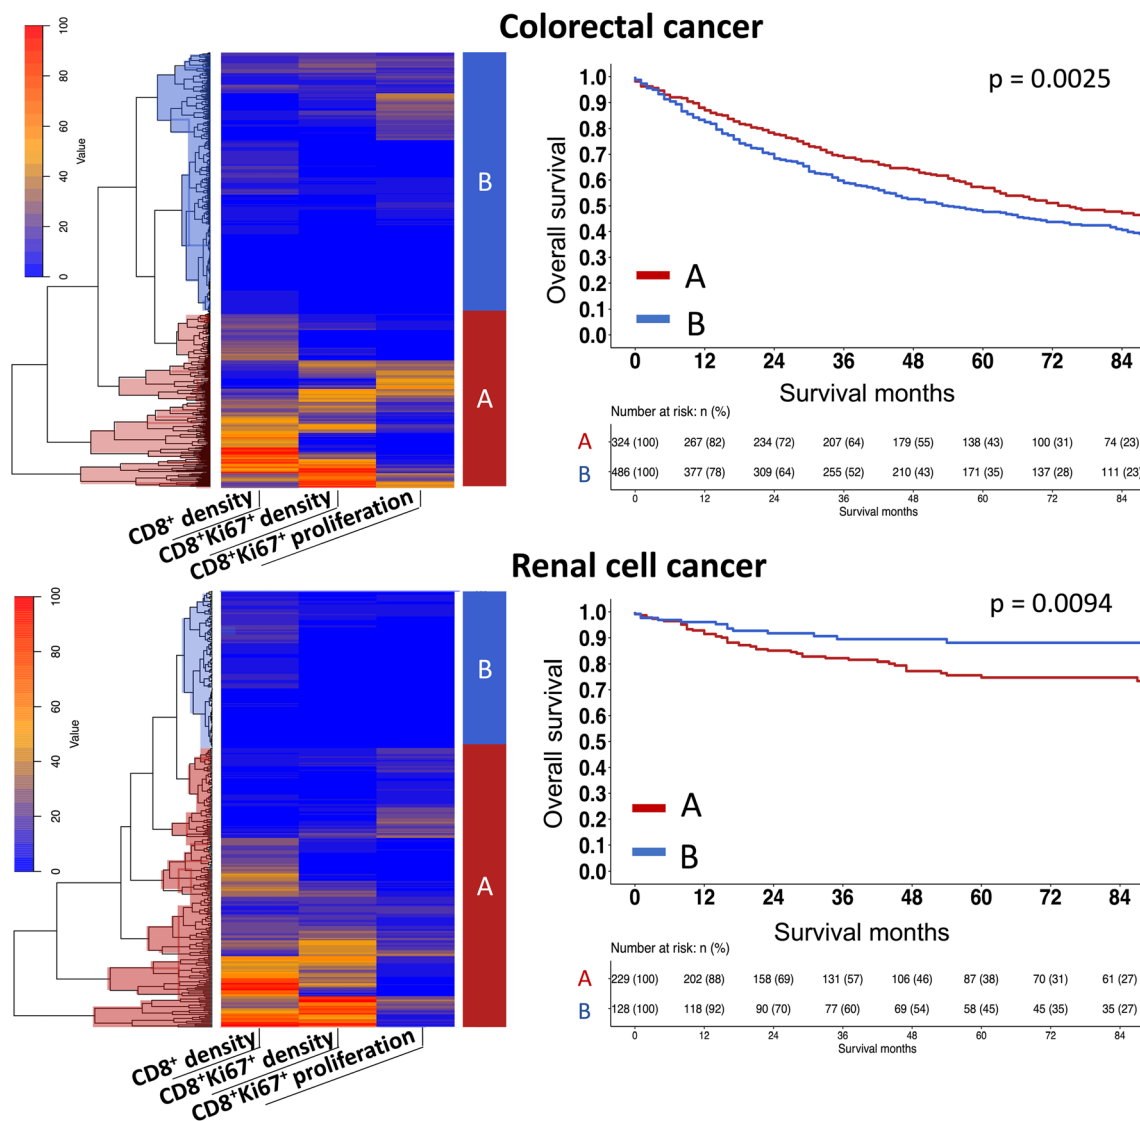 Colorectal cancer
100
80
60
40
20
0
Value
B
A
CD8⁺ density
CD8⁺Ki67⁺ density
CD8⁺Ki67⁺ proliferation
p = 0.0025
Overall survival
1.0
0.9
0.8
0.7
0.6
0.5
0.4
0.3
0.2
0.1
0.0
A
B
0 12 24 36 48 60 72 84
Survival months
Number at risk: n (%)
A 324 (100) 267 (82) 234 (72) 207 (64) 179 (55) 138 (43) 100 (31) 74 (23)
B 486 (100) 377 (78) 309 (64) 255 (52) 210 (43) 171 (35) 137 (28) 111 (23)
0 12 24 36 48 60 72 84
Survival months
Renal cell cancer
100
80
60
40
20
0
Value
B
A
CD8⁺ density
CD8⁺Ki67⁺ density
CD8⁺Ki67⁺ proliferation
p = 0.0094
Overall survival
1.0
0.9
0.8
0.7
0.6
0.5
0.4
0.3
0.2
0.1
0.0
A
B
0 12 24 36 48 60 72 84
Survival months
Number at risk: n (%)
A 229 (100) 202 (88) 158 (69) 131 (57) 106 (46) 87 (38) 70 (31) 61 (27)
B 128 (100) 118 (92) 90 (70) 77 (60) 69 (54) 58 (45) 45 (35) 35 (27)
0 12 24 36 48 60 72 84
Survival months